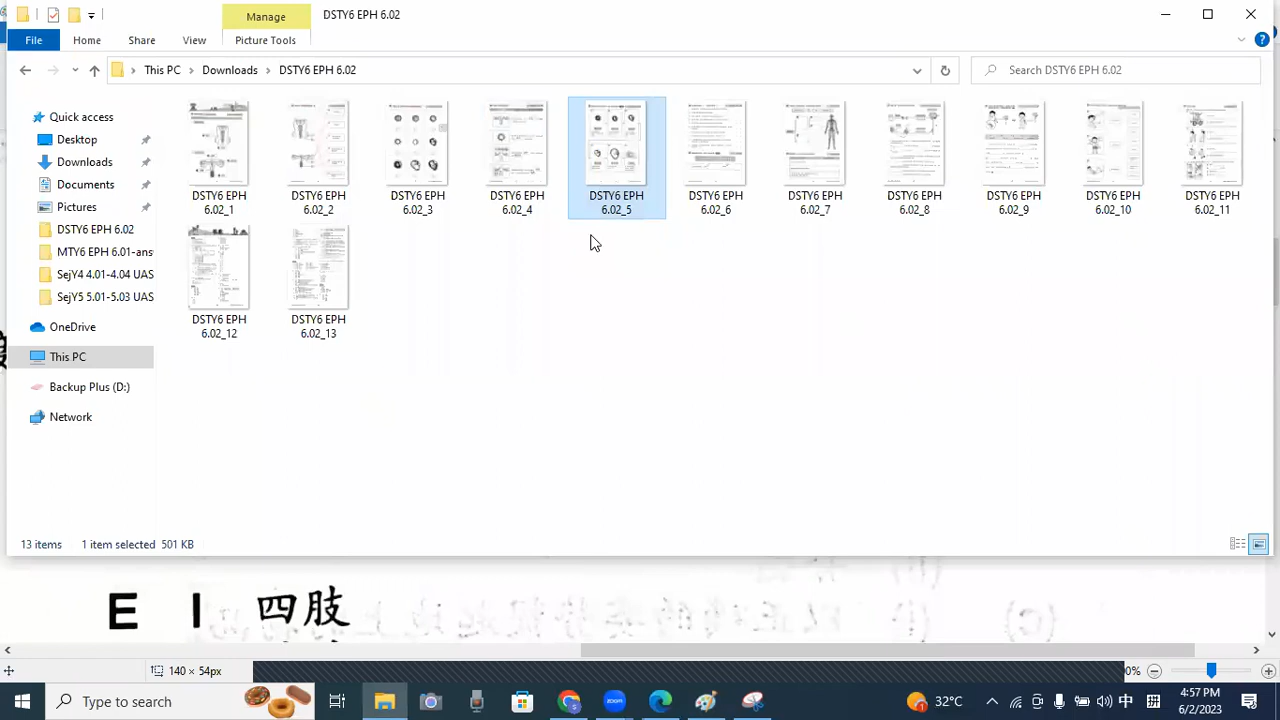 Manage
DSTY6 EPH 6.02
File
Home
Share
View
Picture Tools
This PC
Downloads
DSTY6 EPH 6.02
Search DSTY6 EPH 6.02
Quick access
Desktop
Downloads
Documents
Pictures
DSTY6 EPH 6.02
DSTY6 EPH 6.01-ans
SejY4 4.01-4.04 UAS
SejY5 5.01-5.03 UAS
OneDrive
This PC
Backup Plus (D:)
Network
DSTY6 EPH 6.02_1
DSTY6 EPH 6.02_2
DSTY6 EPH 6.02_3
DSTY6 EPH 6.02_4
DSTY6 EPH 6.02_5
DSTY6 EPH 6.02_6
DSTY6 EPH 6.02_7
DSTY6 EPH 6.02_8
DSTY6 EPH 6.02_9
DSTY6 EPH 6.02_10
DSTY6 EPH 6.02_11
DSTY6 EPH 6.02_12
DSTY6 EPH 6.02_13
13 items 1 item selected 501 KB
E I 四肢
140 × 54px
Type to search
zoom
32°C
中
拼
4:57 PM
6/2/2023